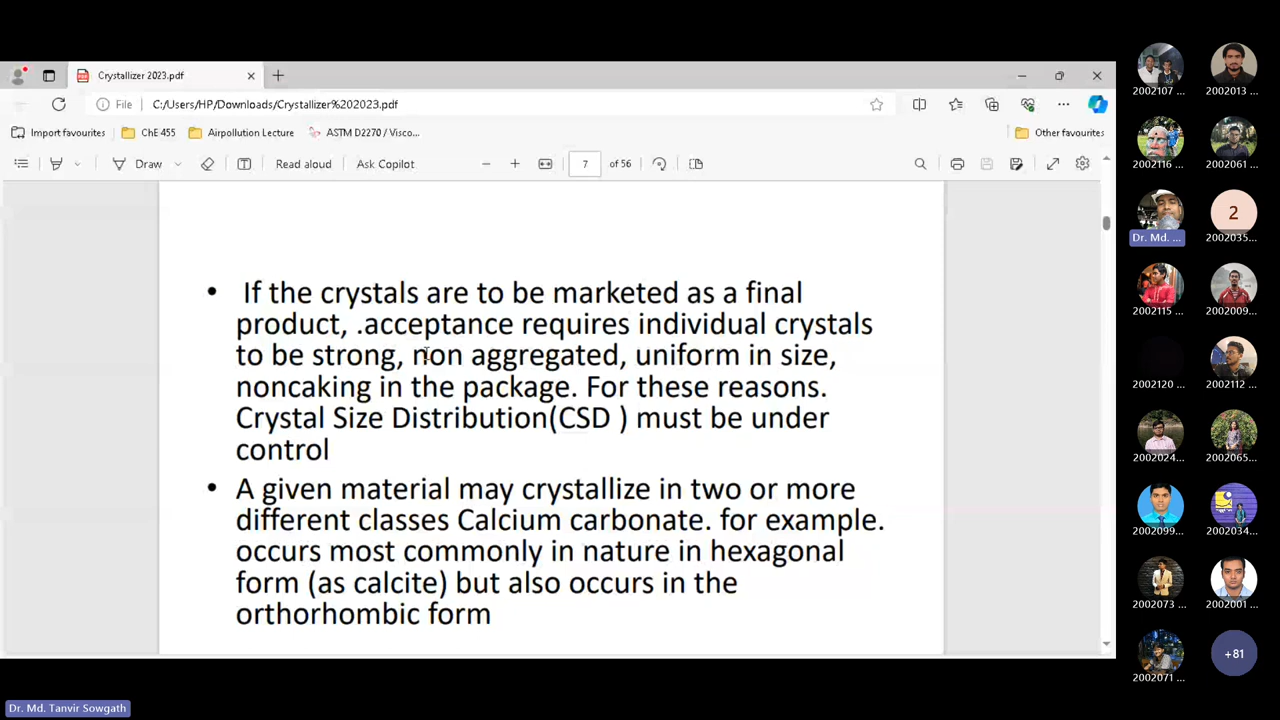 Crystallizer 2023.pdf
File C:/Users/HP/Downloads/Crystallizer%202023.pdf
Import favourites ChE 455 Airpollution Lecture ASTM D2270 / Visco... Other favourites
Draw Read aloud Ask Copilot 7 of 56
• If the crystals are to be marketed as a final
product, .acceptance requires individual crystals
to be strong, non aggregated, uniform in size,
noncaking in the package. For these reasons.
Crystal Size Distribution(CSD ) must be under
control
• A given material may crystallize in two or more
different classes Calcium carbonate. for example.
occurs most commonly in nature in hexagonal
form (as calcite) but also occurs in the
orthorhombic form
2002107 ... 2002013 ...
2002116 ... 2002061 ...
2
Dr. Md. ... 2002035...
2002115 ... 2002009...
2002120 ... 2002112 ...
2002024... 2002065...
2002099... 2002034...
2002073 ... 2002001 ...
2002071 ... +81
Dr. Md. Tanvir Sowgath